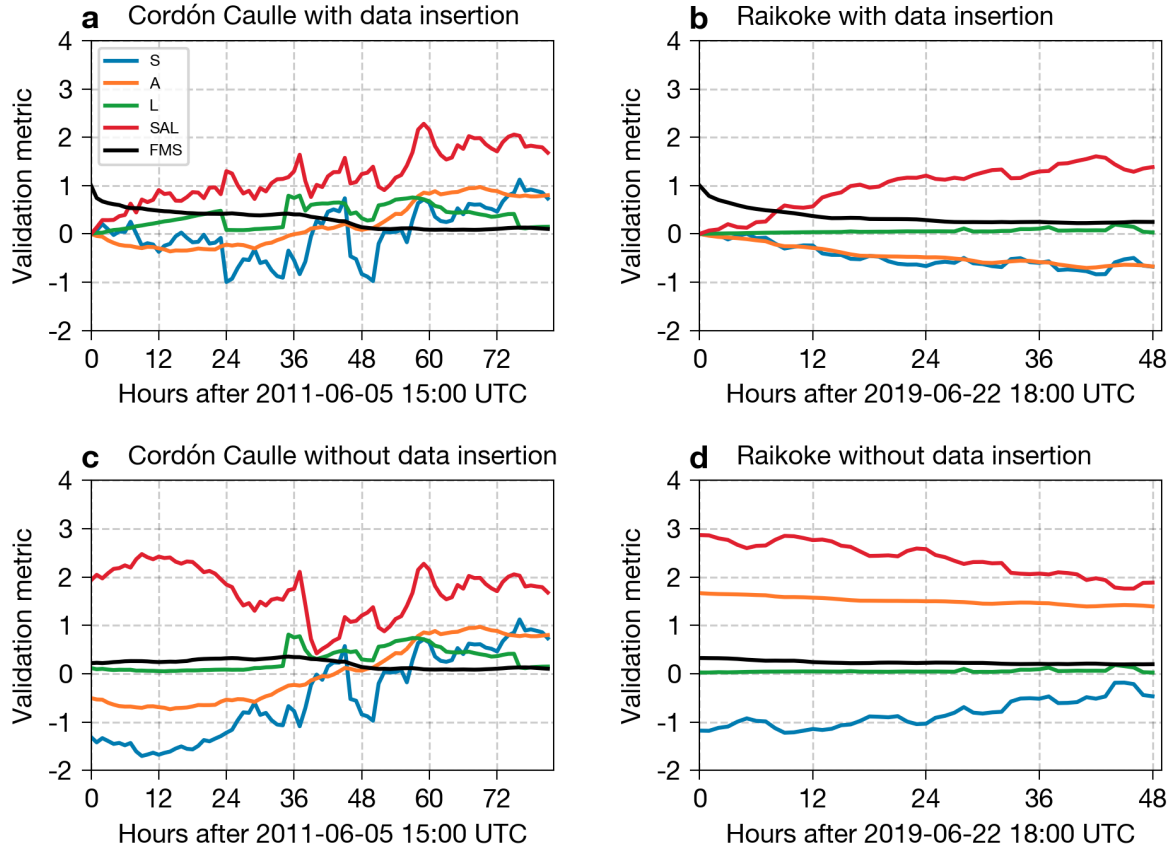 a Cordón Caulle with data insertion
4
3
2
1
0
-1
-2
Validation metric
S
A
L
SAL
FMS
0 12 24 36 48 60 72
Hours after 2011-06-05 15:00 UTC
b Raikoke with data insertion
4
3
2
1
0
-1
-2
Validation metric
0 12 24 36 48
Hours after 2019-06-22 18:00 UTC
c Cordón Caulle without data insertion
4
3
2
1
0
-1
-2
Validation metric
0 12 24 36 48 60 72
Hours after 2011-06-05 15:00 UTC
d Raikoke without data insertion
4
3
2
1
0
-1
-2
Validation metric
0 12 24 36 48
Hours after 2019-06-22 18:00 UTC